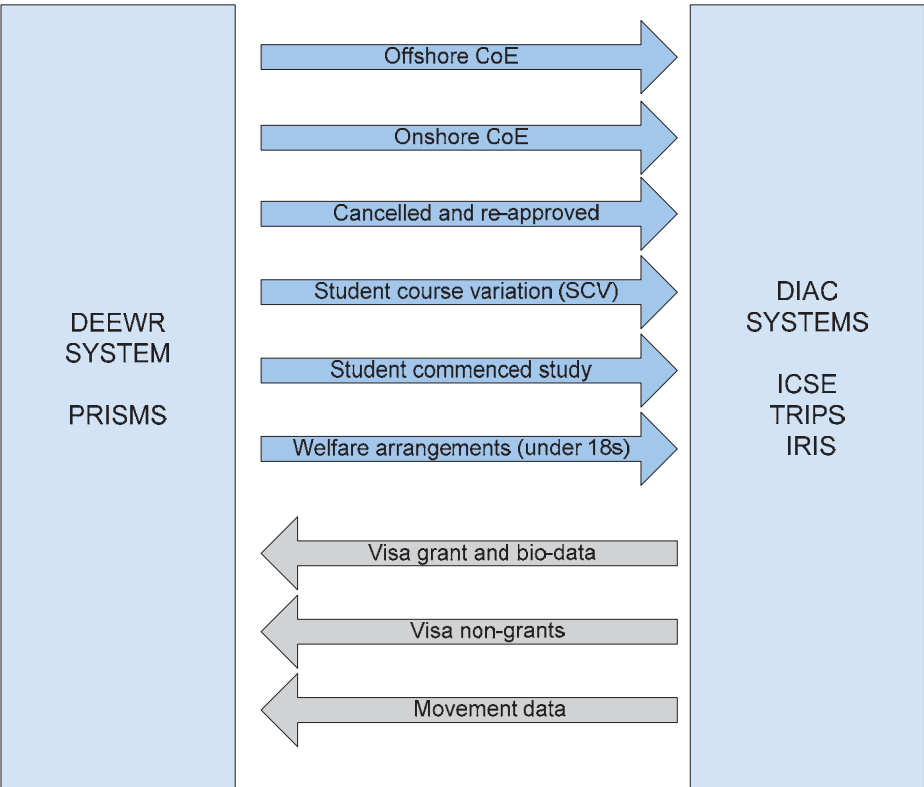 DEEWR
SYSTEM
PRISMS
Offshore CoE
Onshore CoE
Cancelled and re-approved
Student course variation (SCV)
Student commenced study
Welfare arrangements (under 18s)
Visa grant and bio-data
Visa non-grants
Movement data
DIAC
SYSTEMS
ICSE
TRIPS
IRIS